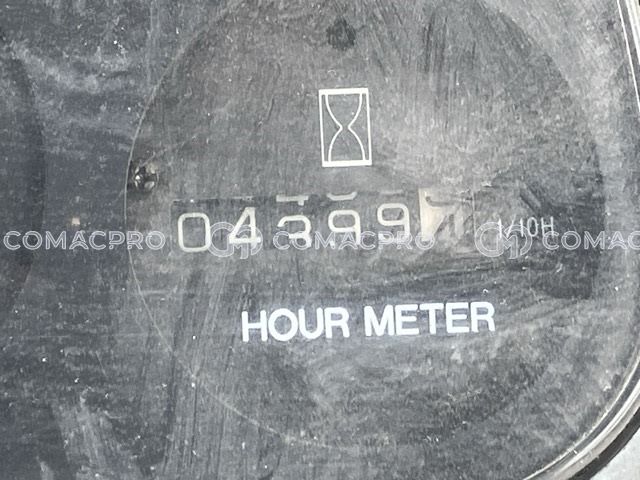 04399
1/10H
COMACPRO COMACPRO COMACPRO
HOUR METER